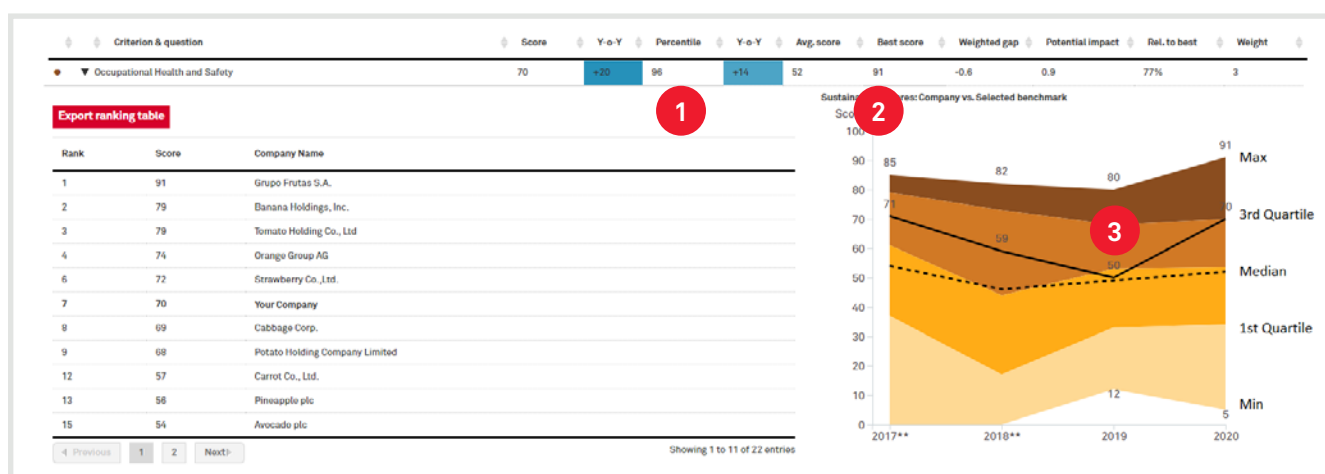 Criterion & question Score Y-o-Y Percentile Y-o-Y Avg. score Best score Weighted gap Potential impact Rel. to best Weight
▼ Occupational Health and Safety 70 +20 96 +14 52 91 -0.6 0.9 77% 3
Export ranking table
Rank Score Company Name
1 91 Grupo Frutas S.A.
2 79 Banana Holdings, Inc.
3 79 Tomato Holding Co., Ltd
4 74 Orange Group AG
6 72 Strawberry Co.,Ltd.
7 70 Your Company
8 69 Cabbage Corp.
9 68 Potato Holding Company Limited
12 57 Carrot Co., Ltd.
13 56 Pineapple plc
15 54 Avocado plc
Previous 1 2 Next
Showing 1 to 11 of 22 entries
1
2
3
Company vs. Selected benchmark
100
90
80
70
60
50
40
30
20
10
0
85 82 80 91
71 59 50 0
12 5
2017** 2018** 2019 2020
Max
3rd Quartile
Median
1st Quartile
Min